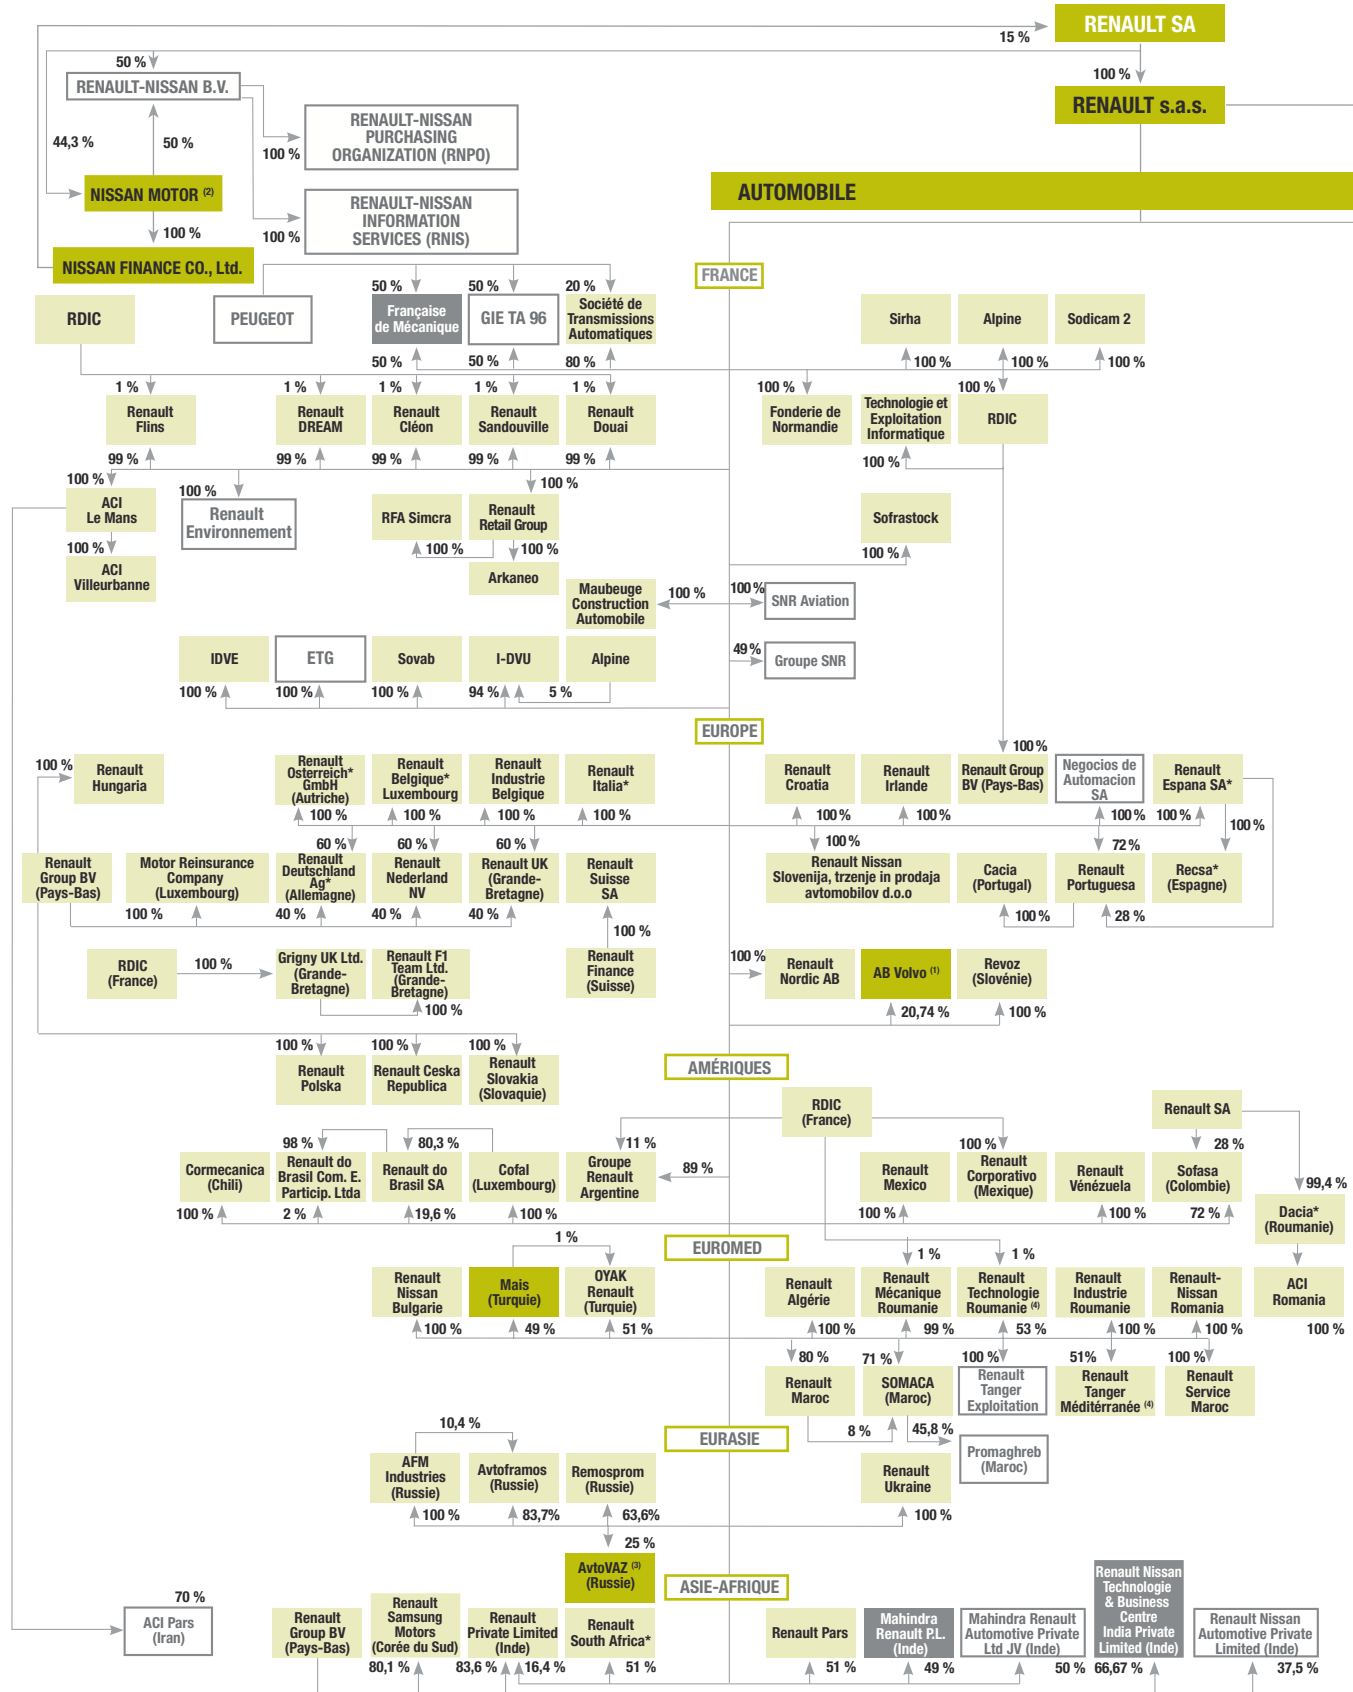 RENAULT SA
15 %
50 %
100 %
RENAULT-NISSAN B.V.
RENAULT s.a.s.
RENAULT-NISSAN
PURCHASING
ORGANIZATION (RNPO)
44,3 %
50 %
100 %
NISSAN MOTOR (2)
AUTOMOBILE
RENAULT-NISSAN
INFORMATION
SERVICES (RNIS)
100 %
100 %
NISSAN FINANCE CO., Ltd.
FRANCE
50 %
50 %
20 %
RDIC
PEUGEOT
Française
de Mécanique
GIE TA 96
Société de
Transmissions
Automatiques
Sirha
Alpine
Sodicam 2
50 %
50 %
80 %
100 %
100 %
100 %
1 %
1 %
1 %
1 %
1 %
100 %
100 %
Renault
Flins
Renault
DREAM
Renault
Cléon
Renault
Sandouville
Renault
Douai
Fonderie de
Normandie
Technologie et
Exploitation
Informatique
RDIC
99 %
99 %
99 %
99 %
99 %
100 %
100 %
100 %
100 %
ACI
Le Mans
Renault
Environnement
RFA Simcra
Renault
Retail Group
Sofrastock
100 %
100 %
100 %
100 %
ACI
Villeurbanne
Arkaneo
Maubeuge
Construction
Automobile
100 %
100 %
SNR Aviation
49 %
Groupe SNR
IDVE
ETG
Sovab
I-DVU
Alpine
100 %
100 %
100 %
94 %
5 %
EUROPE
100 %
100 %
Renault
Hungaria
Renault
Osterreich*
GmbH
(Autriche)
Renault
Belgique*
Luxembourg
Renault
Industrie
Belgique
Renault
Italia*
Renault
Croatia
Renault
Irlande
Renault Group
BV (Pays-Bas)
Negocios de
Automacion
SA
Renault
Espana SA*
100 %
100 %
100 %
100 %
100 %
100 %
100 %
100 %
60 %
60 %
60 %
100 %
72 %
100 %
Renault
Group BV
(Pays-Bas)
Motor Reinsurance
Company
(Luxembourg)
Renault
Deutschland
Ag*
(Allemagne)
Renault
Nederland
NV
Renault UK
(Grande-
Bretagne)
Renault
Suisse
SA
Renault Nissan
Slovenija, trzenje in prodaja
avtomobilov d.o.o
Cacia
(Portugal)
Renault
Portuguesa
Recsa*
(Espagne)
100 %
40 %
40 %
40 %
100 %
28 %
100 %
RDIC
(France)
100 %
Grigny UK Ltd.
(Grande-
Bretagne)
Renault F1
Team Ltd.
(Grande-
Bretagne)
Renault
Finance
(Suisse)
100 %
Renault
Nordic AB
AB Volvo (1)
Revoz
(Slovénie)
100 %
20,74 %
100 %
100 %
100 %
100 %
Renault
Polska
Renault Ceska
Republica
Renault
Slovakia
(Slovaquie)
AMÉRIQUES
RDIC
(France)
Renault SA
98 %
80,3 %
11 %
100 %
28 %
Cormecanica
(Chili)
Renault do
Brasil Com. E.
Particip. Ltda
Renault do
Brasil SA
Cofal
(Luxembourg)
Groupe
Renault
Argentine
89 %
Renault
Mexico
Renault
Corporativo
(Mexique)
Renault
Vénézuela
Sofasa
(Colombie)
99,4 %
100 %
2 %
19,6 %
100 %
100 %
100 %
72 %
Dacia*
(Roumanie)
EUROMED
1 %
1 %
1 %
Renault
Nissan
Bulgarie
Mais
(Turquie)
OYAK
Renault
(Turquie)
Renault
Algérie
Renault
Mécanique
Roumanie
Renault
Technologie
Roumanie (4)
Renault
Industrie
Roumanie
Renault-
Nissan
Romania
ACI
Romania
100 %
49 %
51 %
100 %
99 %
53 %
100 %
100 %
100 %
80 %
71 %
100 %
51%
100 %
Renault
Maroc
SOMACA
(Maroc)
Renault
Tanger
Exploitation
Renault
Tanger
Méditérranée (4)
Renault
Service
Maroc
8 %
45,8 %
Promaghreb
(Maroc)
EURASIE
10,4 %
AFM
Industries
(Russie)
Avtoframos
(Russie)
Remosprom
(Russie)
Renault
Ukraine
100 %
83,7%
63,6%
100 %
25 %
AvtoVAZ (3)
(Russie)
ASIE-AFRIQUE
70 %
ACI Pars
(Iran)
Renault
Group BV
(Pays-Bas)
Renault
Samsung
Motors
(Corée du Sud)
Renault
Private Limited
(Inde)
Renault
South Africa*
Renault Pars
Mahindra
Renault P.L.
(Inde)
Mahindra Renault
Automotive Private
Ltd JV (Inde)
Renault Nissan
Technologie
& Business
Centre
India Private
Limited (Inde)
Renault Nissan
Automotive Private
Limited (Inde)
80,1 %
83,6 %
16,4 %
51 %
51 %
49 %
50 %
66,67 %
37,5 %